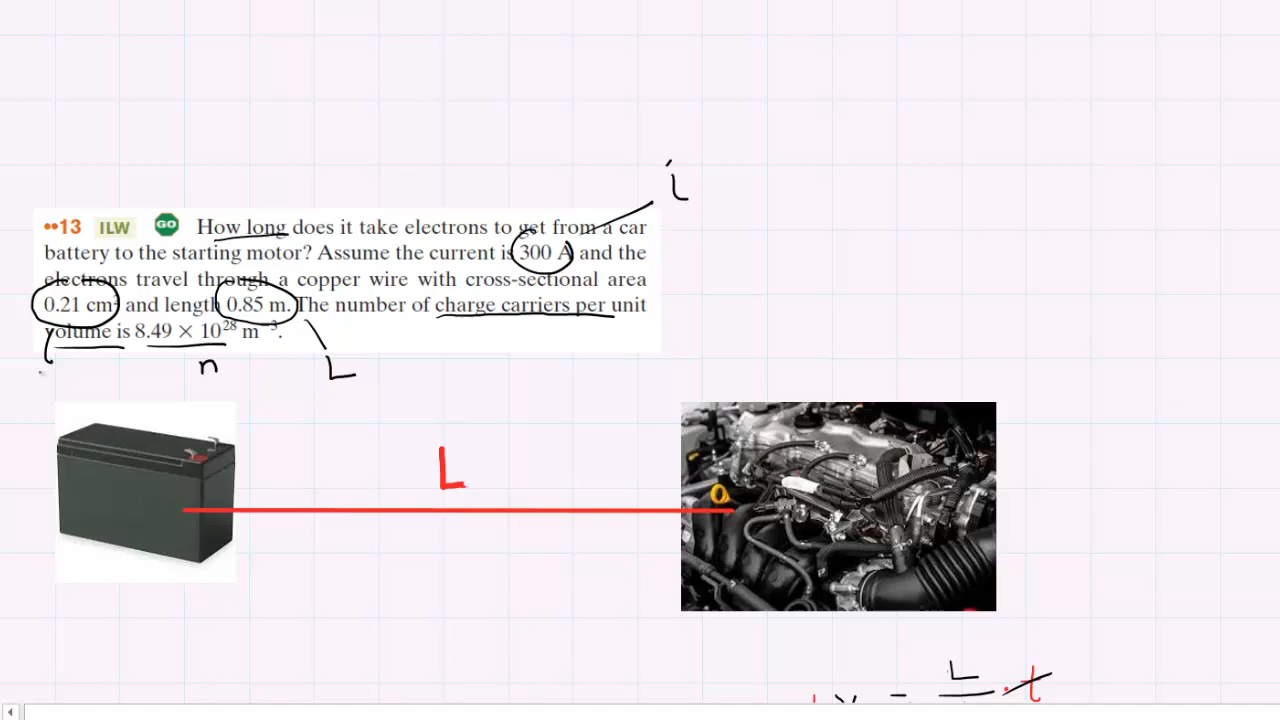 i
••13 ILW GO How long does it take electrons to get from a car
battery to the starting motor? Assume the current is 300 A and the
electrons travel through a copper wire with cross-sectional area
0.21 cm² and length 0.85 m. The number of charge carriers per unit
volume is 8.49 × 10²⁸ m⁻³.
n L
L
L
· t
=